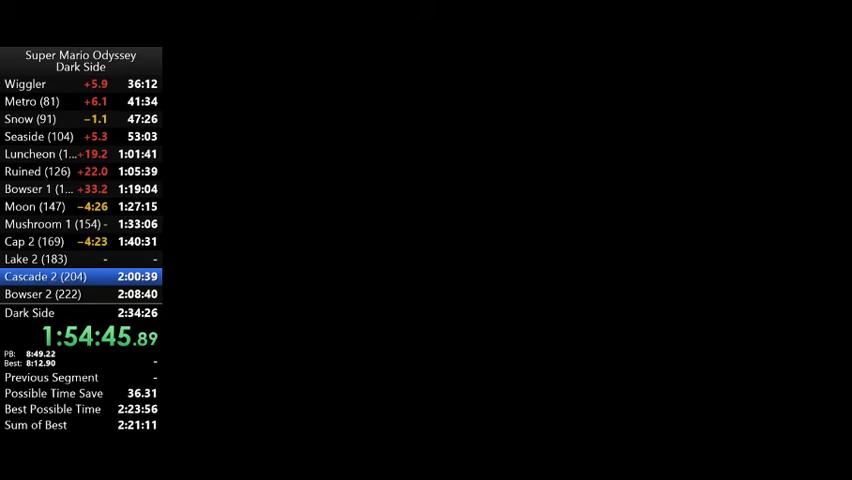 Super Mario Odyssey
Dark Side
Wiggler +5.9 36:12
Metro (81) +6.1 41:34
Snow (91) −1.1 47:26
Seaside (104) +5.3 53:03
Luncheon (1... +19.2 1:01:41
Ruined (126) +22.0 1:05:39
Bowser 1 (1... +33.2 1:19:04
Moon (147) −4:26 1:27:15
Mushroom 1 (154) - 1:33:06
Cap 2 (169) −4:23 1:40:31
Lake 2 (183) - -
Cascade 2 (204) 2:00:39
Bowser 2 (222) 2:08:40
Dark Side 2:34:26
1:54:45.89
PB: 8:49.22
Best: 8:12.90 -
Previous Segment -
Possible Time Save 36.31
Best Possible Time 2:23:56
Sum of Best 2:21:11